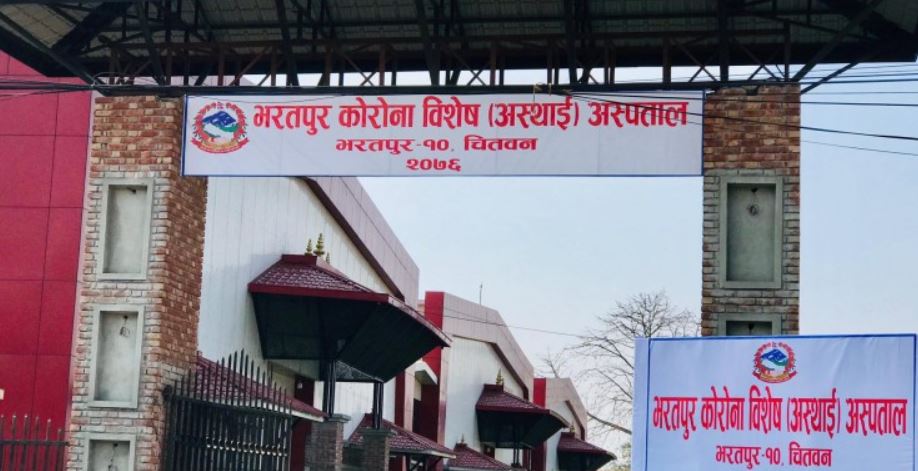 भरतपुर कोरोना विशेष (अस्थाई) अस्पताल
भरतपुर-१०, चितवन
२०७६
भरतपुर कोरोना विशेष (अस्थाई) अस्पताल
भरतपुर-१०, चितवन